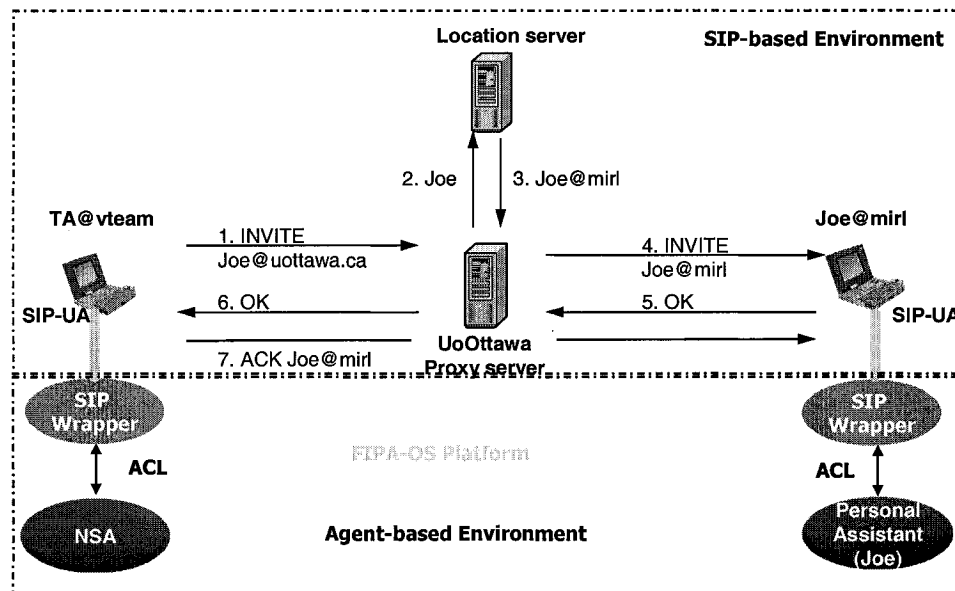 Location server
SIP-based Environment
2. Joe
3. Joe@mirl
TA@vteam
Joe@mirl
1. INVITE
Joe@uottawa.ca
4. INVITE
Joe@mirl
6. OK
5. OK
SIP-UA
SIP-UA
UoOttawa
Proxy server
7. ACK Joe@mirl
SIP
Wrapper
SIP
Wrapper
FIPA-OS Platform
ACL
ACL
NSA
Agent-based Environment
Personal
Assistant
(Joe)